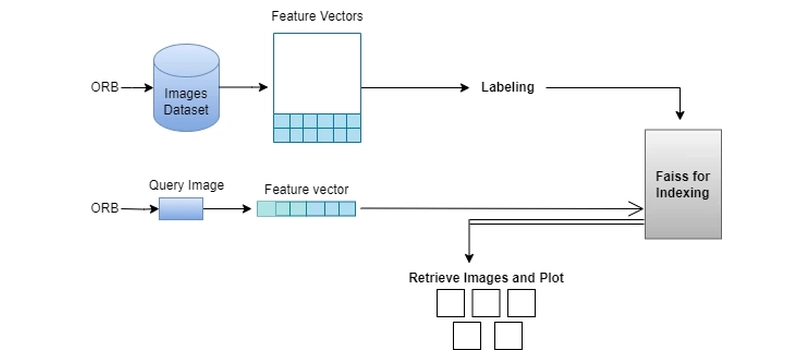 Feature Vectors
ORB
Images
Dataset
Labeling
Faiss for
Indexing
Query Image
Feature vector
ORB
Retrieve Images and Plot